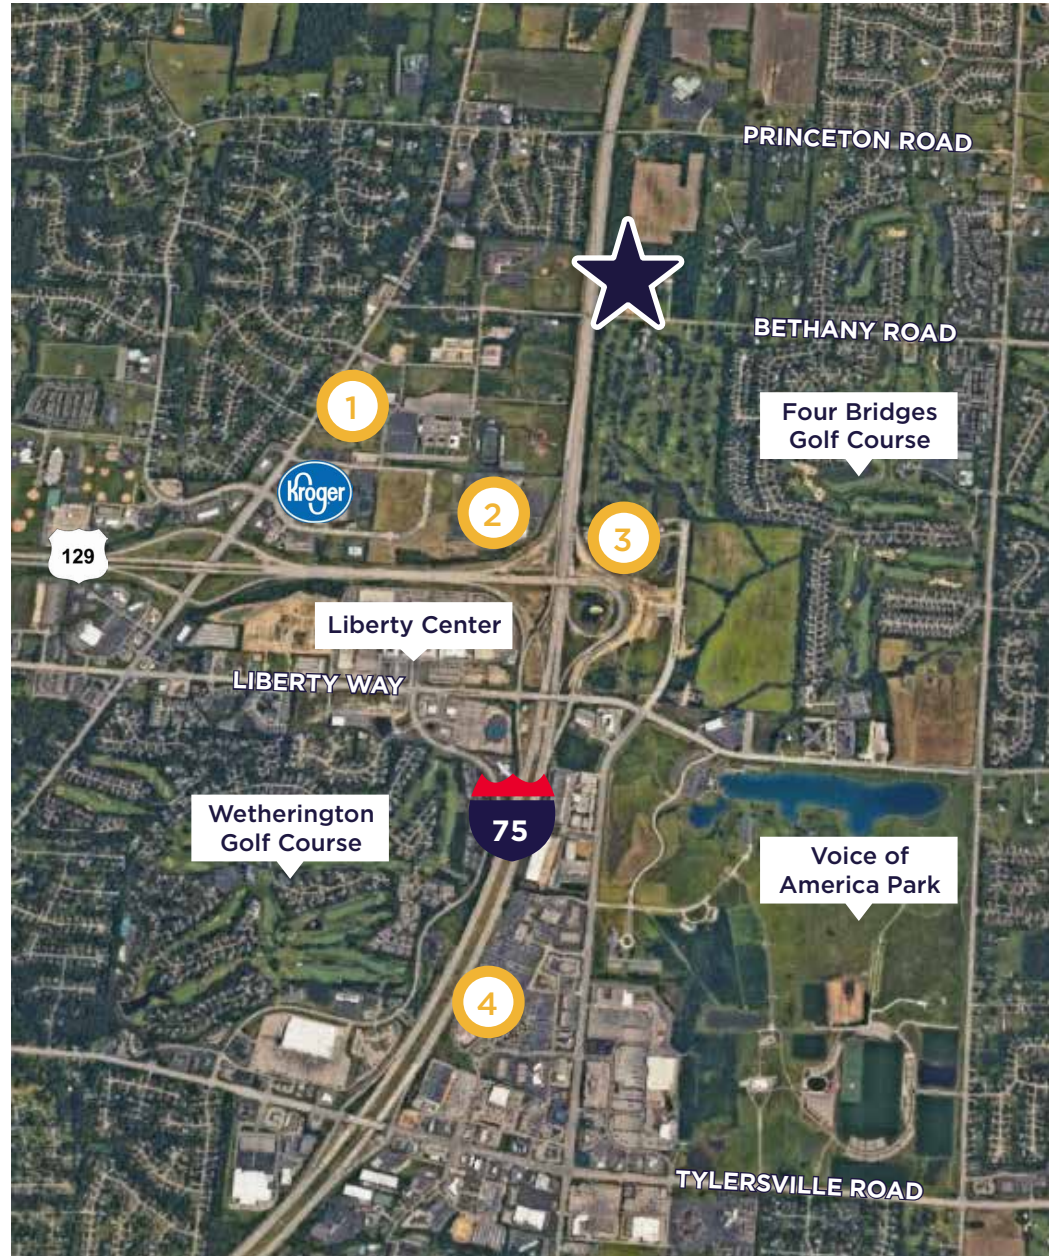 PRINCETON ROAD
BETHANY ROAD
1
Four Bridges
Golf Course
Kroger
2
3
129
Liberty Center
LIBERTY WAY
75
Wetherington
Golf Course
Voice of
America Park
4
TYLERSVILLE ROAD